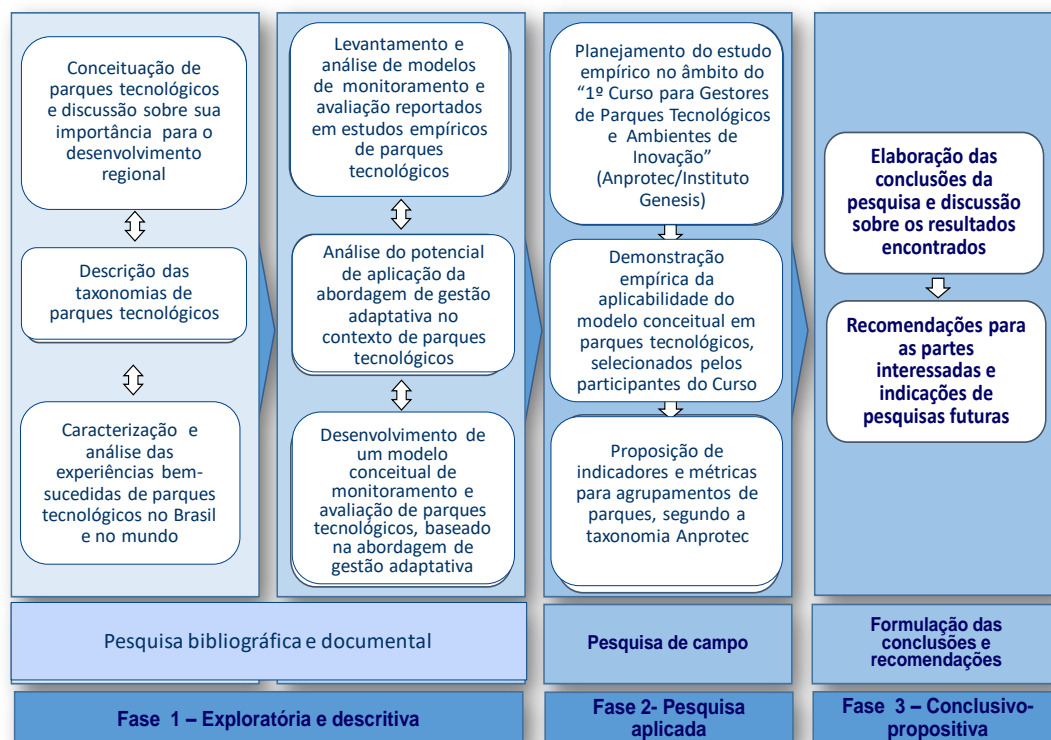 Conceituação de
parques tecnológicos
e discussão sobre sua
importância para o
desenvolvimento
regional
Descrição das
taxonomias de
parques tecnológicos
Caracterização e
análise das
experiências bem-
sucedidas de parques
tecnológicos no Brasil
e no mundo
Levantamento e
análise de modelos
de monitoramento e
avaliação reportados
em estudos empíricos
de parques
tecnológicos
Análise do potencial
de aplicação da
abordagem de gestão
adaptativa no
contexto de parques
tecnológicos
Desenvolvimento de
um modelo
conceitual de
monitoramento e
avaliação de parques
tecnológicos, baseado
na abordagem de
gestão adaptativa
Planejamento do estudo
empírico no âmbito do
“1º Curso para Gestores
de Parques Tecnológicos
e Ambientes de
Inovação”
(Anprotec/Instituto
Genesis)
Demonstração
empírica da
aplicabilidade do
modelo conceitual em
parques tecnológicos,
selecionados pelos
participantes do Curso
Proposição de
indicadores e métricas
para agrupamentos de
parques, segundo a
taxonomia Anprotec
Elaboração das
conclusões da
pesquisa e discussão
sobre os resultados
encontrados
Recomendações para
as partes
interessadas e
indicações de
pesquisas futuras
Pesquisa bibliográfica e documental
Pesquisa de campo
Formulação das
conclusões e
recomendações
Fase 1 – Exploratória e descritiva
Fase 2- Pesquisa
aplicada
Fase 3 – Conclusivo-
propositiva